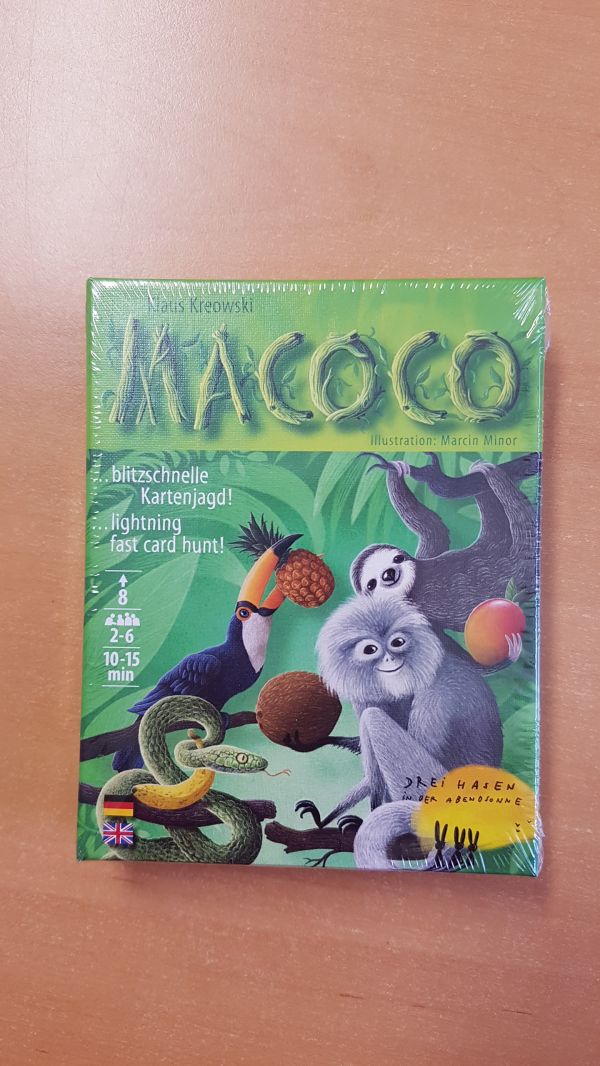 Klaus Kreowski
MACOCO
Illustration: Marcin Minor
...blitzschnelle
Kartenjagd!
...lightning
fast card hunt!
8
2-6
10-15
min
DREI HASEN
IN DER ABENDSONNE